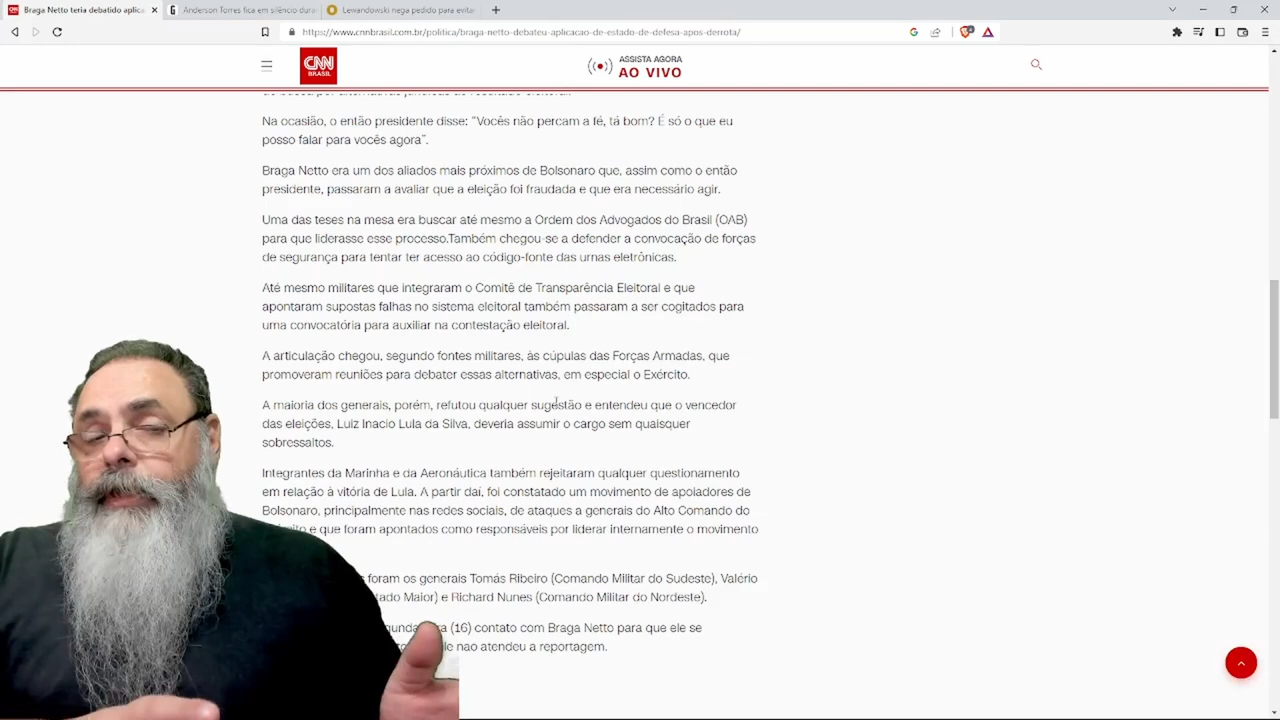 Braga Netto teria debatido aplica
Anderson Torres fica em silêncio dura
Lewandowski nega pedido para evitar
https://www.cnnbrasil.com.br/politica/braga-netto-debateu-aplicacao-de-estado-de-defesa-apos-derrota/
CNN
BRASIL
ASSISTA AGORA
AO VIVO
Na ocasião, o então presidente disse: “Vocês não percam a fé, tá bom? É só o que eu
posso falar para vocês agora”.
Braga Netto era um dos aliados mais próximos de Bolsonaro que, assim como o então
presidente, passaram a avaliar que a eleição foi fraudada e que era necessário agir.
Uma das teses na mesa era buscar até mesmo a Ordem dos Advogados do Brasil (OAB)
para que liderasse esse processo.Também chegou-se a defender a convocação de forças
de segurança para tentar ter acesso ao código-fonte das urnas eletrônicas.
Até mesmo militares que integraram o Comitê de Transparência Eleitoral e que
apontaram supostas falhas no sistema eleitoral também passaram a ser cogitados para
uma convocatória para auxiliar na contestação eleitoral.
A articulação chegou, segundo fontes militares, às cúpulas das Forças Armadas, que
promoveram reuniões para debater essas alternativas, em especial o Exército.
A maioria dos generais, porém, refutou qualquer sugestão e entendeu que o vencedor
das eleições, Luiz Inacio Lula da Silva, deveria assumir o cargo sem quaisquer
sobressaltos.
Integrantes da Marinha e da Aeronáutica também rejeitaram qualquer questionamento
em relação à vitória de Lula. A partir daí, foi constatado um movimento de apoiadores de
Bolsonaro, principalmente nas redes sociais, de ataques a generais do Alto Comando do
e que foram apontados como responsáveis por liderar internamente o movimento
foram os generais Tomás Ribeiro (Comando Militar do Sudeste), Valério
tado Maior) e Richard Nunes (Comando Militar do Nordeste).
(16) contato com Braga Netto para que ele se
nao atendeu a reportagem.